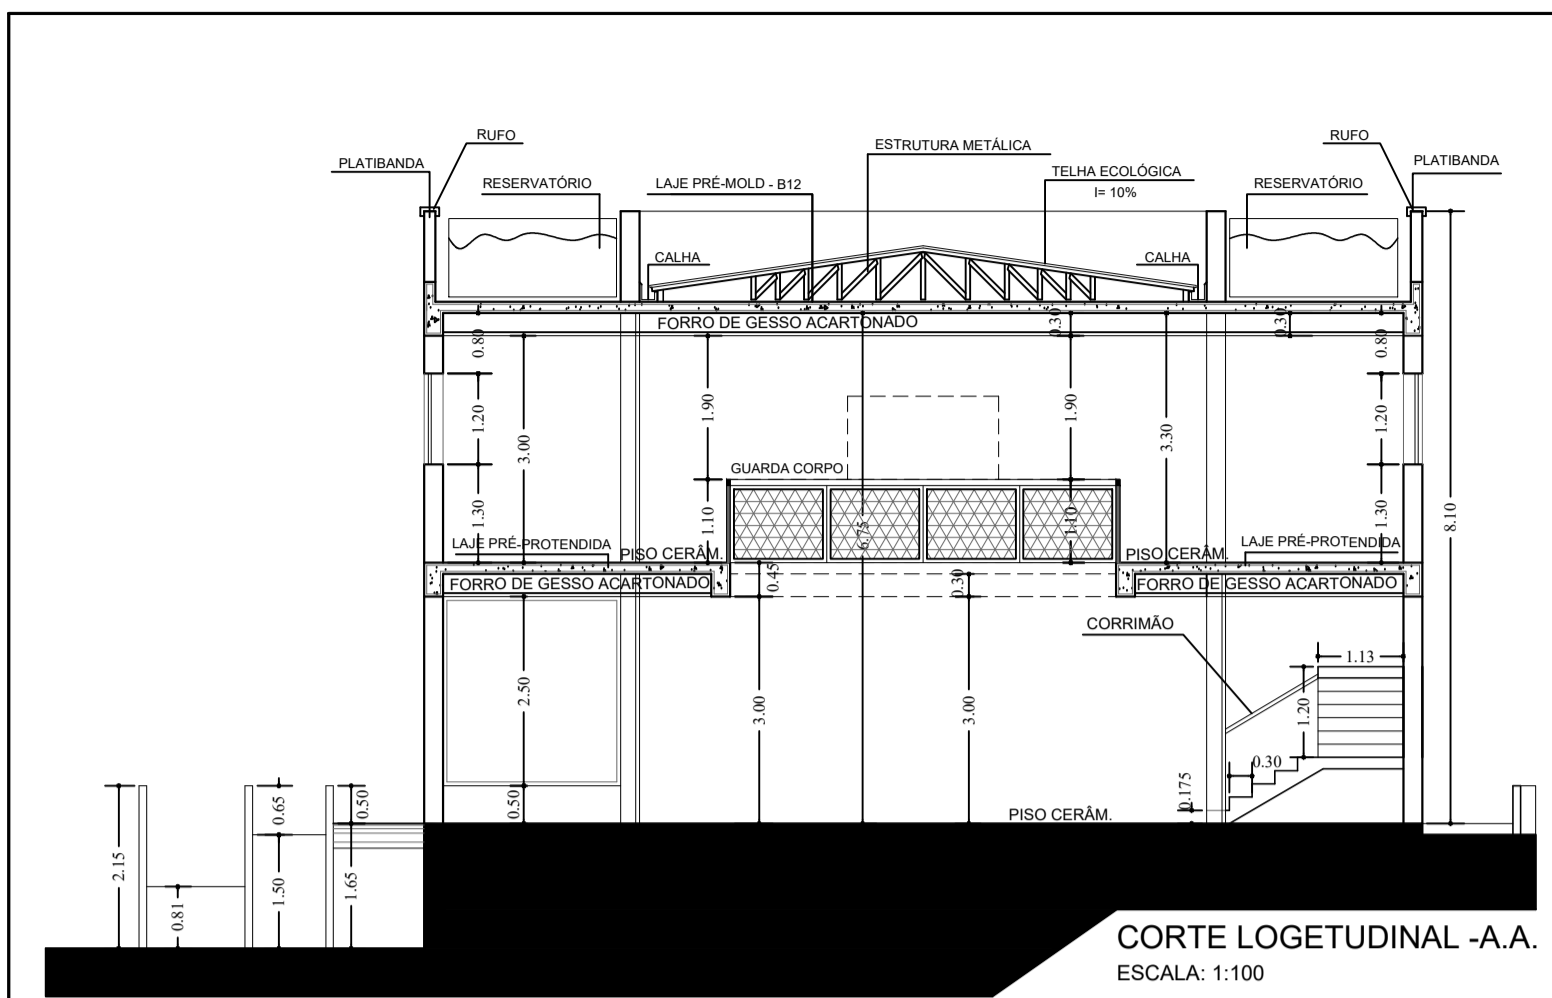 RUFO
ESTRUTURA METÁLICA
RUFO
PLATIBANDA
TELHA ECOLÓGICA
PLATIBANDA
RESERVATÓRIO
LAJE PRÉ-MOLD - B12
I= 10%
RESERVATÓRIO
CALHA
CALHA
FORRO DE GESSO ACARTONADO
0.30
0.30
0.80
0.80
1.20
3.00
1.90
1.90
3.30
1.20
GUARDA CORPO
1.30
1.10
6.75
1.10
1.30
8.10
LAJE PRÉ-PROTENDIDA
PISO CERÂM.
PISO CERÂM.
LAJE PRÉ-PROTENDIDA
FORRO DE GESSO ACARTONADO
0.45
0.30
FORRO DE GESSO ACARTONADO
CORRIMÃO
1.13
2.50
3.00
3.00
1.20
0.30
0.175
0.65
0.50
0.50
PISO CERÂM.
2.15
0.81
1.50
1.65
CORTE LOGETUDINAL -A.A.
ESCALA: 1:100